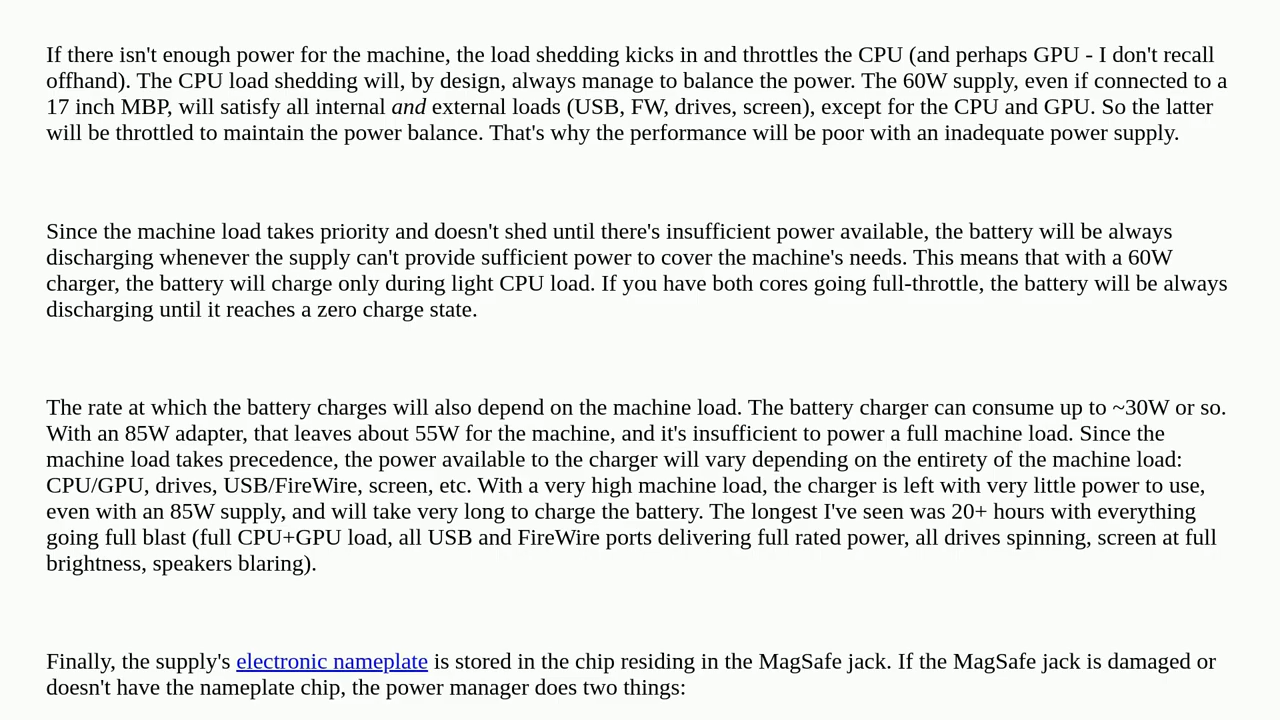 If there isn't enough power for the machine, the load shedding kicks in and throttles the CPU (and perhaps GPU - I don't recall
offhand). The CPU load shedding will, by design, always manage to balance the power. The 60W supply, even if connected to a
17 inch MBP, will satisfy all internal and external loads (USB, FW, drives, screen), except for the CPU and GPU. So the latter
will be throttled to maintain the power balance. That's why the performance will be poor with an inadequate power supply.
Since the machine load takes priority and doesn't shed until there's insufficient power available, the battery will be always
discharging whenever the supply can't provide sufficient power to cover the machine's needs. This means that with a 60W
charger, the battery will charge only during light CPU load. If you have both cores going full-throttle, the battery will be always
discharging until it reaches a zero charge state.
The rate at which the battery charges will also depend on the machine load. The battery charger can consume up to ~30W or so.
With an 85W adapter, that leaves about 55W for the machine, and it's insufficient to power a full machine load. Since the
machine load takes precedence, the power available to the charger will vary depending on the entirety of the machine load:
CPU/GPU, drives, USB/FireWire, screen, etc. With a very high machine load, the charger is left with very little power to use,
even with an 85W supply, and will take very long to charge the battery. The longest I've seen was 20+ hours with everything
going full blast (full CPU+GPU load, all USB and FireWire ports delivering full rated power, all drives spinning, screen at full
brightness, speakers blaring).
Finally, the supply's electronic nameplate is stored in the chip residing in the MagSafe jack. If the MagSafe jack is damaged or
doesn't have the nameplate chip, the power manager does two things: